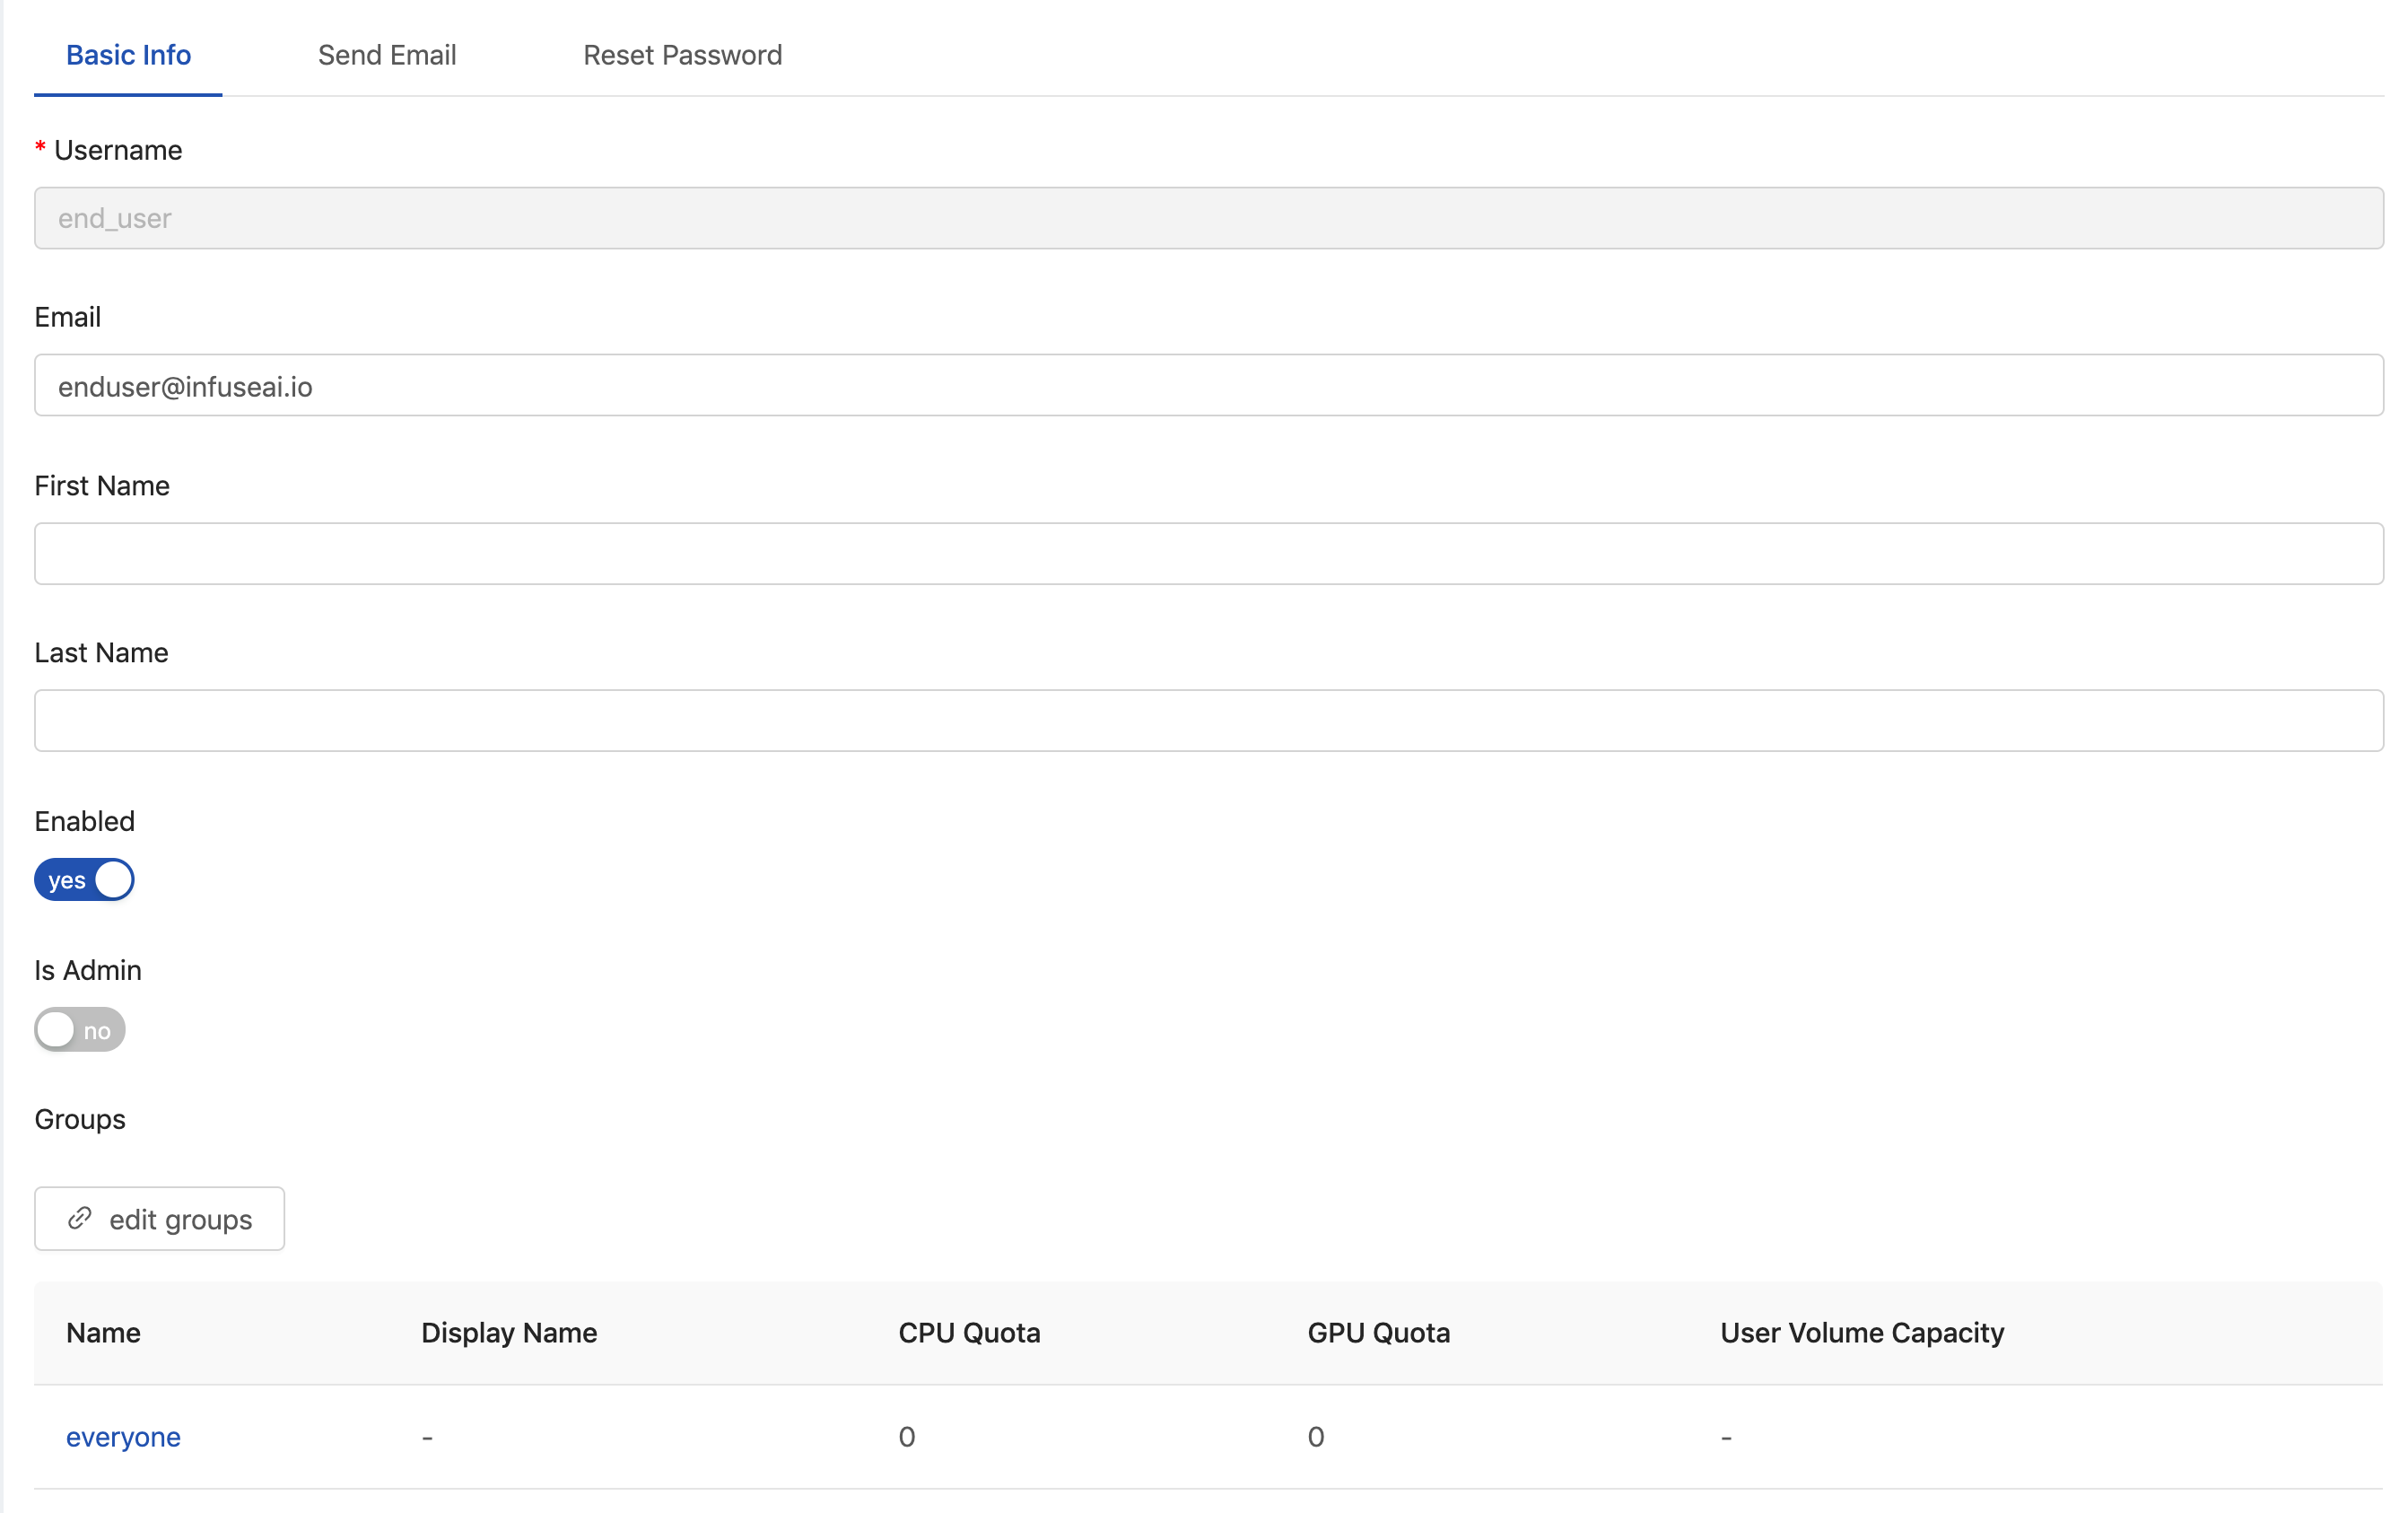 Basic Info Send Email Reset Password
* Username
end_user
Email
enduser@infuseai.io
First Name
Last Name
Enabled
yes
Is Admin
no
Groups
edit groups
Name Display Name CPU Quota GPU Quota User Volume Capacity
everyone - 0 0 -